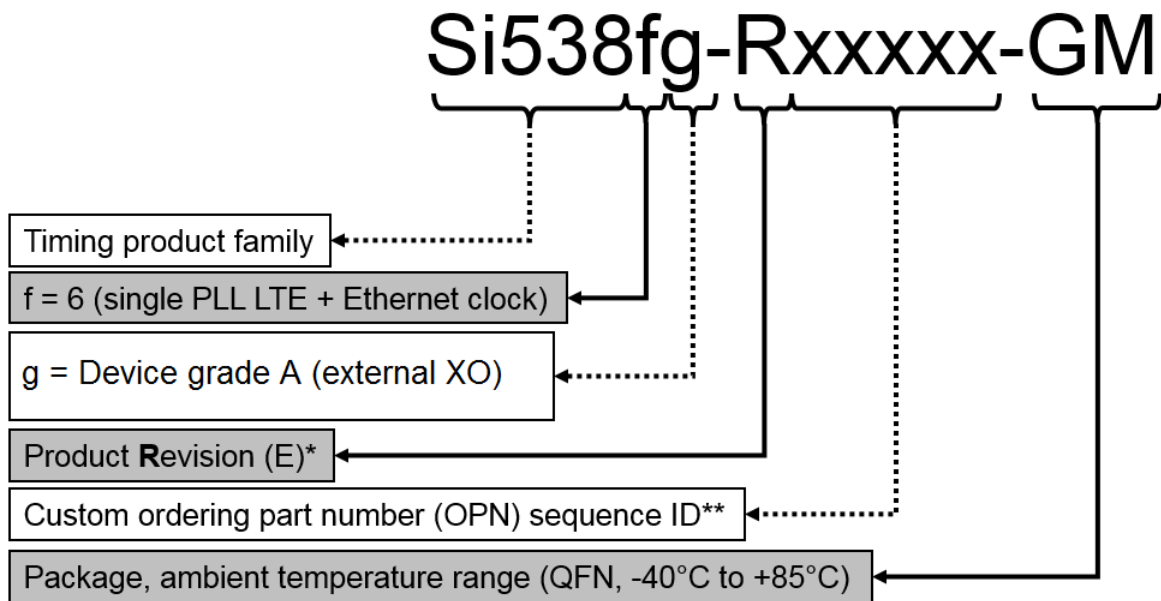 Si538fg-Rxxxxx-GM
Timing product family
f = 6 (single PLL LTE + Ethernet clock)
g = Device grade A (external XO)
Product Revision (E)*
Custom ordering part number (OPN) sequence ID**
Package, ambient temperature range (QFN, -40°C to +85°C)